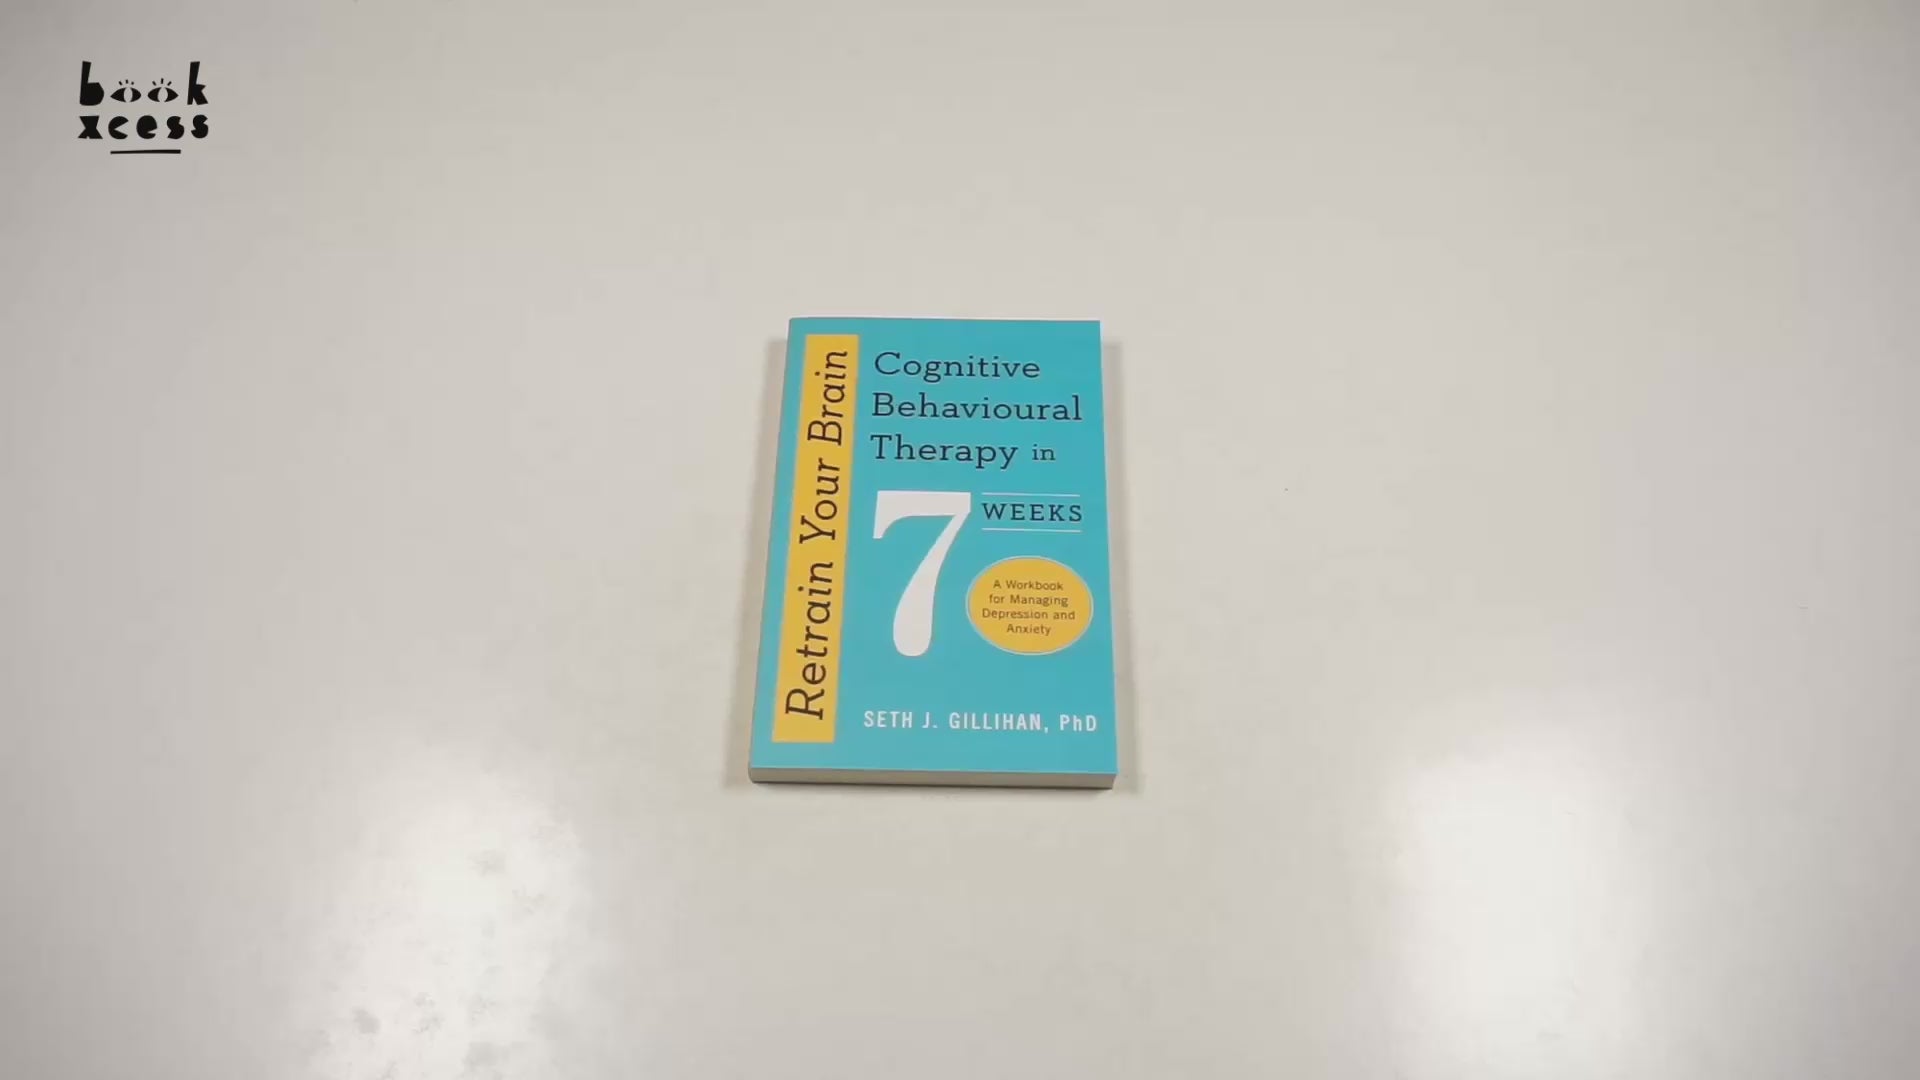 book
xcess
Retrain Your Brain
Cognitive
Behavioural
Therapy in
7 WEEKS
A Workbook
for Managing
Depression and
Anxiety
SETH J. GILLIHAN, PhD